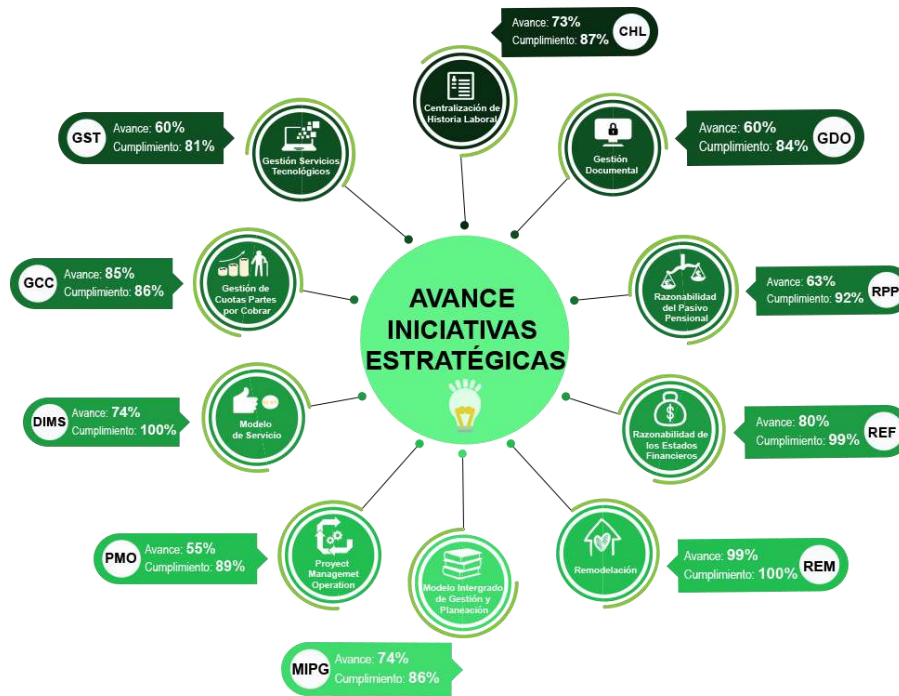 AVANCE
INICIATIVAS
ESTRATÉGICAS
Avance: 73%
Cumplimiento: 87%
CHL
Centralización de
Historia Laboral
Avance: 60%
Cumplimiento: 84%
GDO
Gestión
Documental
Avance: 63%
Cumplimiento: 92%
RPP
Razonabilidad
del Pasivo
Pensional
Avance: 80%
Cumplimiento: 99%
REF
Razonabilidad de
los Estados
Financieros
Avance: 99%
Cumplimiento: 100%
REM
Remodelación
MIPG
Avance: 74%
Cumplimiento: 86%
Modelo Intergrado
de Gestión y
Planeación
PMO
Avance: 55%
Cumplimiento: 89%
Proyect
Managemet
Operation
DIMS
Avance: 74%
Cumplimiento: 100%
Modelo
de Servicio
GCC
Avance: 85%
Cumplimiento: 86%
Gestión de
Cuotas Partes
por Cobrar
GST
Avance: 60%
Cumplimiento: 81%
Gestión Servicios
Tecnológicos